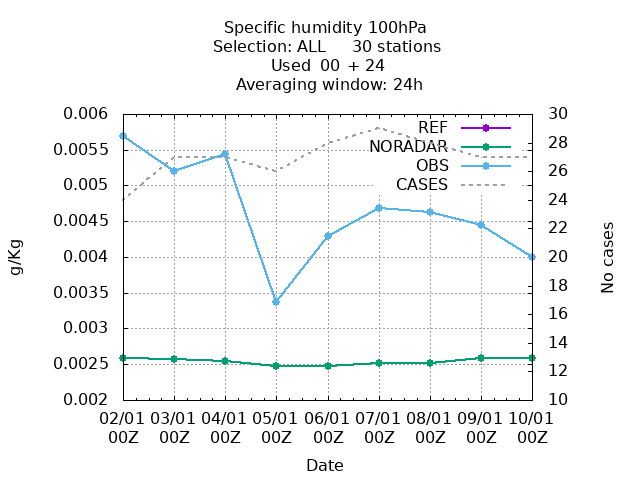 Specific humidity 100hPa
Selection: ALL 30 stations
Used 00 + 24
Averaging window: 24h
0.006
0.0055
0.005
0.0045
0.004
0.0035
0.003
0.0025
0.002
g/Kg
30
28
26
24
22
20
18
16
14
12
10
No cases
REF
NORADAR
OBS
CASES
02/01 03/01 04/01 05/01 06/01 07/01 08/01 09/01 10/01
00Z 00Z 00Z 00Z 00Z 00Z 00Z 00Z 00Z
Date